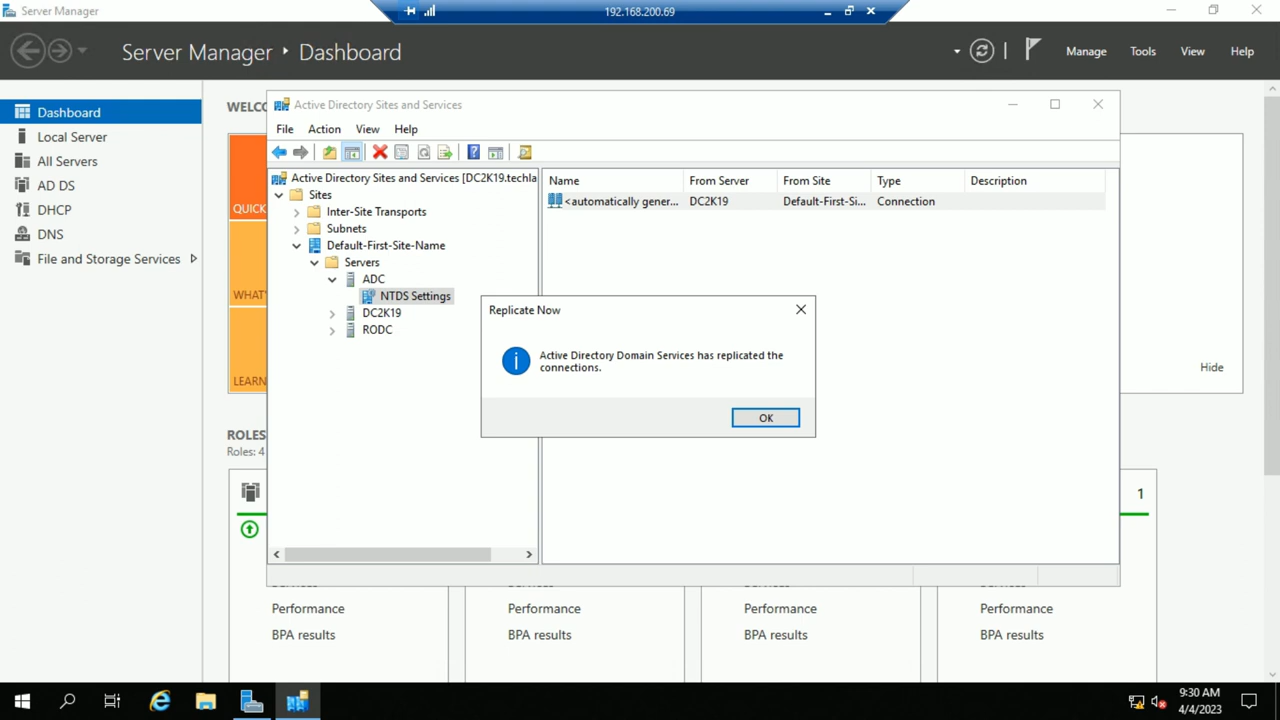 Server Manager
192.168.200.69
Server Manager ‣ Dashboard
Manage
Tools
View
Help
Dashboard
Local Server
All Servers
AD DS
DHCP
DNS
File and Storage Services
WELC
QUICK
WHAT'
LEARN
Hide
ROLES
Roles: 4
1
Active Directory Sites and Services
File
Action
View
Help
Active Directory Sites and Services [DC2K19.techla
Sites
Inter-Site Transports
Subnets
Default-First-Site-Name
Servers
ADC
NTDS Settings
DC2K19
RODC
Name From Server From Site Type Description
<automatically gener... DC2K19 Default-First-Si... Connection
Replicate Now
Active Directory Domain Services has replicated the
connections.
OK
Performance Performance Performance Performance
BPA results BPA results BPA results BPA results
9:30 AM
4/4/2023